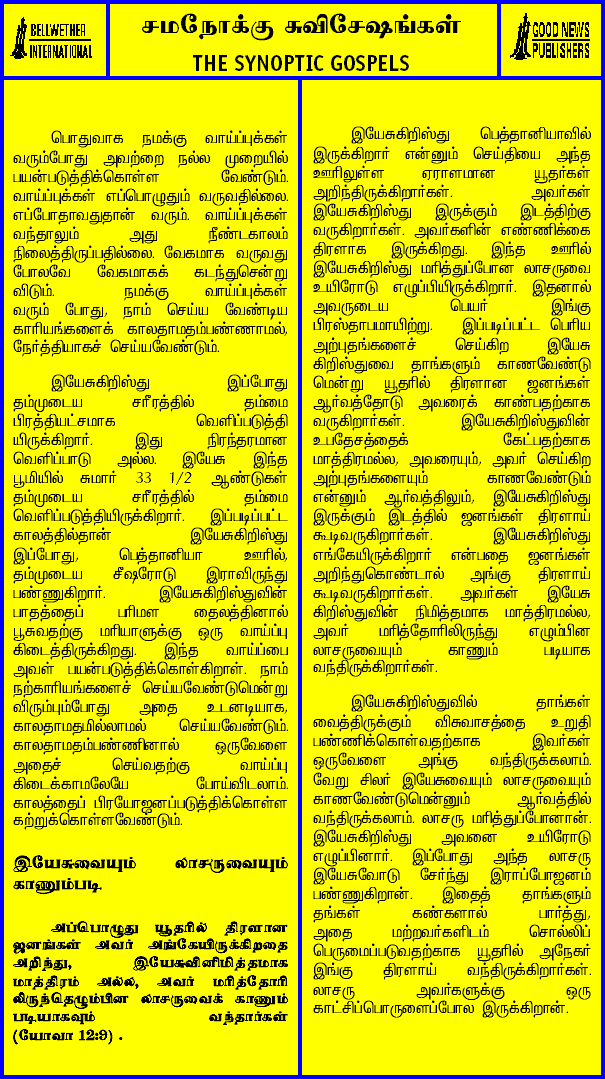 BELLWETHER
INTERNATIONAL
சமநோக்கு சுவிசேஷங்கள்
THE SYNOPTIC GOSPELS
GOOD NEWS
PUBLISHERS
பொதுவாக நமக்கு வாய்ப்புக்கள்
வரும்போது அவற்றை நல்ல முறையில்
பயன்படுத்திக்கொள்ள வேண்டும்.
வாய்ப்புக்கள் எப்பொழுதும் வருவதில்லை.
எப்போதாவதுதான் வரும். வாய்ப்புக்கள்
வந்தாலும் அது நீண்டகாலம்
நிலைத்திருப்பதில்லை. வேகமாக வருவது
போலவே வேகமாகக் கடந்துசென்று
விடும். நமக்கு வாய்ப்புக்கள்
வரும் போது, நாம் செய்ய வேண்டிய
காரியங்களைக் காலதாமதம்பண்ணாமல்,
நேர்த்தியாகச் செய்யவேண்டும்.
இயேசுகிறிஸ்து இப்போது
தம்முடைய சரீரத்தில் தம்மை
பிரத்தியட்சமாக வெளிப்படுத்தி
யிருக்கிறார். இது நிரந்தரமான
வெளிப்பாடு அல்ல. இயேசு இந்த
பூமியில் சுமார் 33 1/2 ஆண்டுகள்
தம்முடைய சரீரத்தில் தம்மை
வெளிப்படுத்தியிருக்கிறார். இப்படிப்பட்ட
காலத்தில்தான் இயேசுகிறிஸ்து
இப்போது, பெத்தானியா ஊரில்,
தம்முடைய சீஷரோடு இராவிருந்து
பண்ணுகிறார். இயேசுகிறிஸ்துவின்
பாதத்தைப் பரிமள தைலத்தினால்
பூசுவதற்கு மரியாளுக்கு ஒரு வாய்ப்பு
கிடைத்திருக்கிறது. இந்த வாய்ப்பை
அவள் பயன்படுத்திக்கொள்கிறாள். நாம்
நற்காரியங்களைச் செய்யவேண்டுமென்று
விரும்பும்போது அதை உடனடியாக,
காலதாமதமில்லாமல் செய்யவேண்டும்.
காலதாமதம்பண்ணினால் ஒருவேளை
அதைச் செய்வதற்கு வாய்ப்பு
கிடைக்காமலேயே போய்விடலாம்.
காலத்தைப் பிரயோஜனப்படுத்திக்கொள்ள
கற்றுக்கொள்ளவேண்டும்.
இயேசுவையும் லாசருவையும்
காணும்படி.
அப்பொழுது யூதரில் திரளான
ஜனங்கள் அவர் அங்கேயிருக்கிறதை
அறிந்து, இயேசுவினிமித்தமாக
மாத்திரம் அல்ல, அவர் மரித்தோரி
லிருந்தெழும்பின லாசருவைக் காணும்
படியாகவும் வந்தார்கள்
(யோவா 12:9) .
இயேசுகிறிஸ்து பெத்தானியாவில்
இருக்கிறார் என்னும் செய்தியை அந்த
ஊரிலுள்ள ஏராளமான யூதர்கள்
அறிந்திருக்கிறார்கள். அவர்கள்
இயேசுகிறிஸ்து இருக்கும் இடத்திற்கு
வருகிறார்கள். அவர்களின் எண்ணிக்கை
திரளாக இருக்கிறது. இந்த ஊரில்
இயேசுகிறிஸ்து மரித்துப்போன லாசருவை
உயிரோடு எழுப்பியிருக்கிறார். இதனால்
அவருடைய பெயர் இங்கு
பிரஸ்தாபமாயிற்று. இப்படிப்பட்ட பெரிய
அற்புதங்களைச் செய்கிற இயேசு
கிறிஸ்துவை தாங்களும் காணவேண்டு
மென்று யூதரில் திரளான ஜனங்கள்
ஆர்வத்தோடு அவரைக் காண்பதற்காக
வருகிறார்கள். இயேசுகிறிஸ்துவின்
உபதேசத்தைக் கேட்பதற்காக
மாத்திரமல்ல, அவரையும், அவர் செய்கிற
அற்புதங்களையும் காணவேண்டும்
என்னும் ஆர்வத்திலும், இயேசுகிறிஸ்து
இருக்கும் இடத்தில் ஜனங்கள் திரளாய்
கூடிவருகிறார்கள். இயேசுகிறிஸ்து
எங்கேயிருக்கிறார் என்பதை ஜனங்கள்
அறிந்துகொண்டால் அங்கு திரளாய்
கூடிவருகிறார்கள். அவர்கள் இயேசு
கிறிஸ்துவின் நிமித்தமாக மாத்திரமல்ல,
அவர் மரித்தோரிலிருந்து எழும்பின
லாசருவையும் காணும் படியாக
வந்திருக்கிறார்கள்.
இயேசுகிறிஸ்துவில் தாங்கள்
வைத்திருக்கும் விசுவாசத்தை உறுதி
பண்ணிக்கொள்வதற்காக இவர்கள்
ஒருவேளை அங்கு வந்திருக்கலாம்.
வேறு சிலர் இயேசுவையும் லாசருவையும்
காணவேண்டுமென்னும் ஆர்வத்தில்
வந்திருக்கலாம். லாசரு மரித்துப்போனான்.
இயேசுகிறிஸ்து அவனை உயிரோடு
எழுப்பினார். இப்போது அந்த லாசரு
இயேசுவோடு சேர்ந்து இராப்போஜனம்
பண்ணுகிறான். இதைத் தாங்களும்
தங்கள் கண்களால் பார்த்து,
அதை மற்றவர்களிடம் சொல்லிப்
பெருமைப்படுவதற்காக யூதரில் அநேகர்
இங்கு திரளாய் வந்திருக்கிறார்கள்.
லாசரு அவர்களுக்கு ஒரு
காட்சிப்பொருளைப்போல இருக்கிறான்.